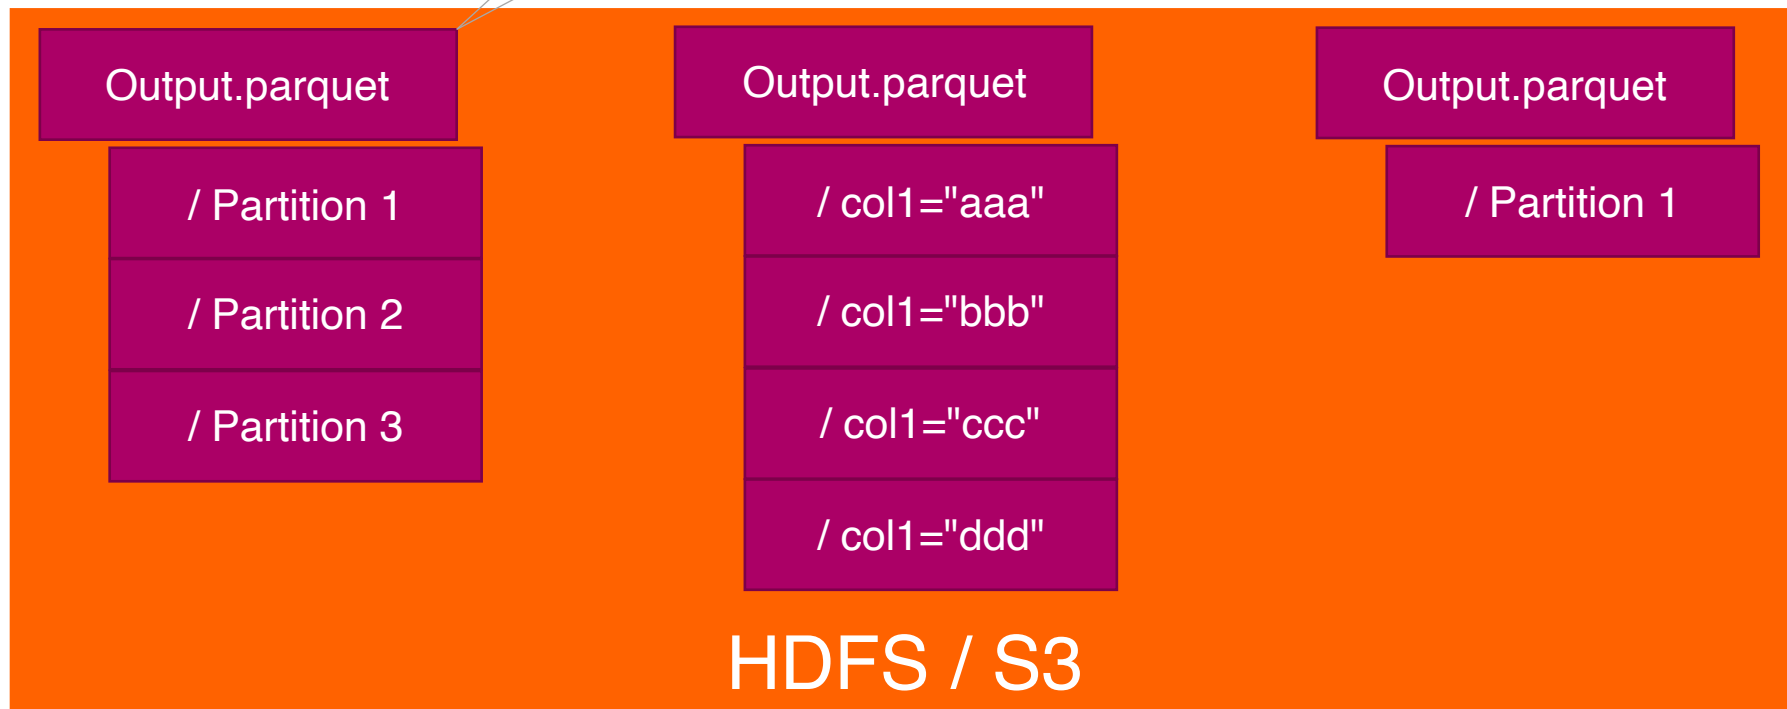 Output.parquet
/ Partition 1
/ Partition 2
/ Partition 3
Output.parquet
/ col1="aaa"
/ col1="bbb"
/ col1="ccc"
/ col1="ddd"
Output.parquet
/ Partition 1
HDFS / S3